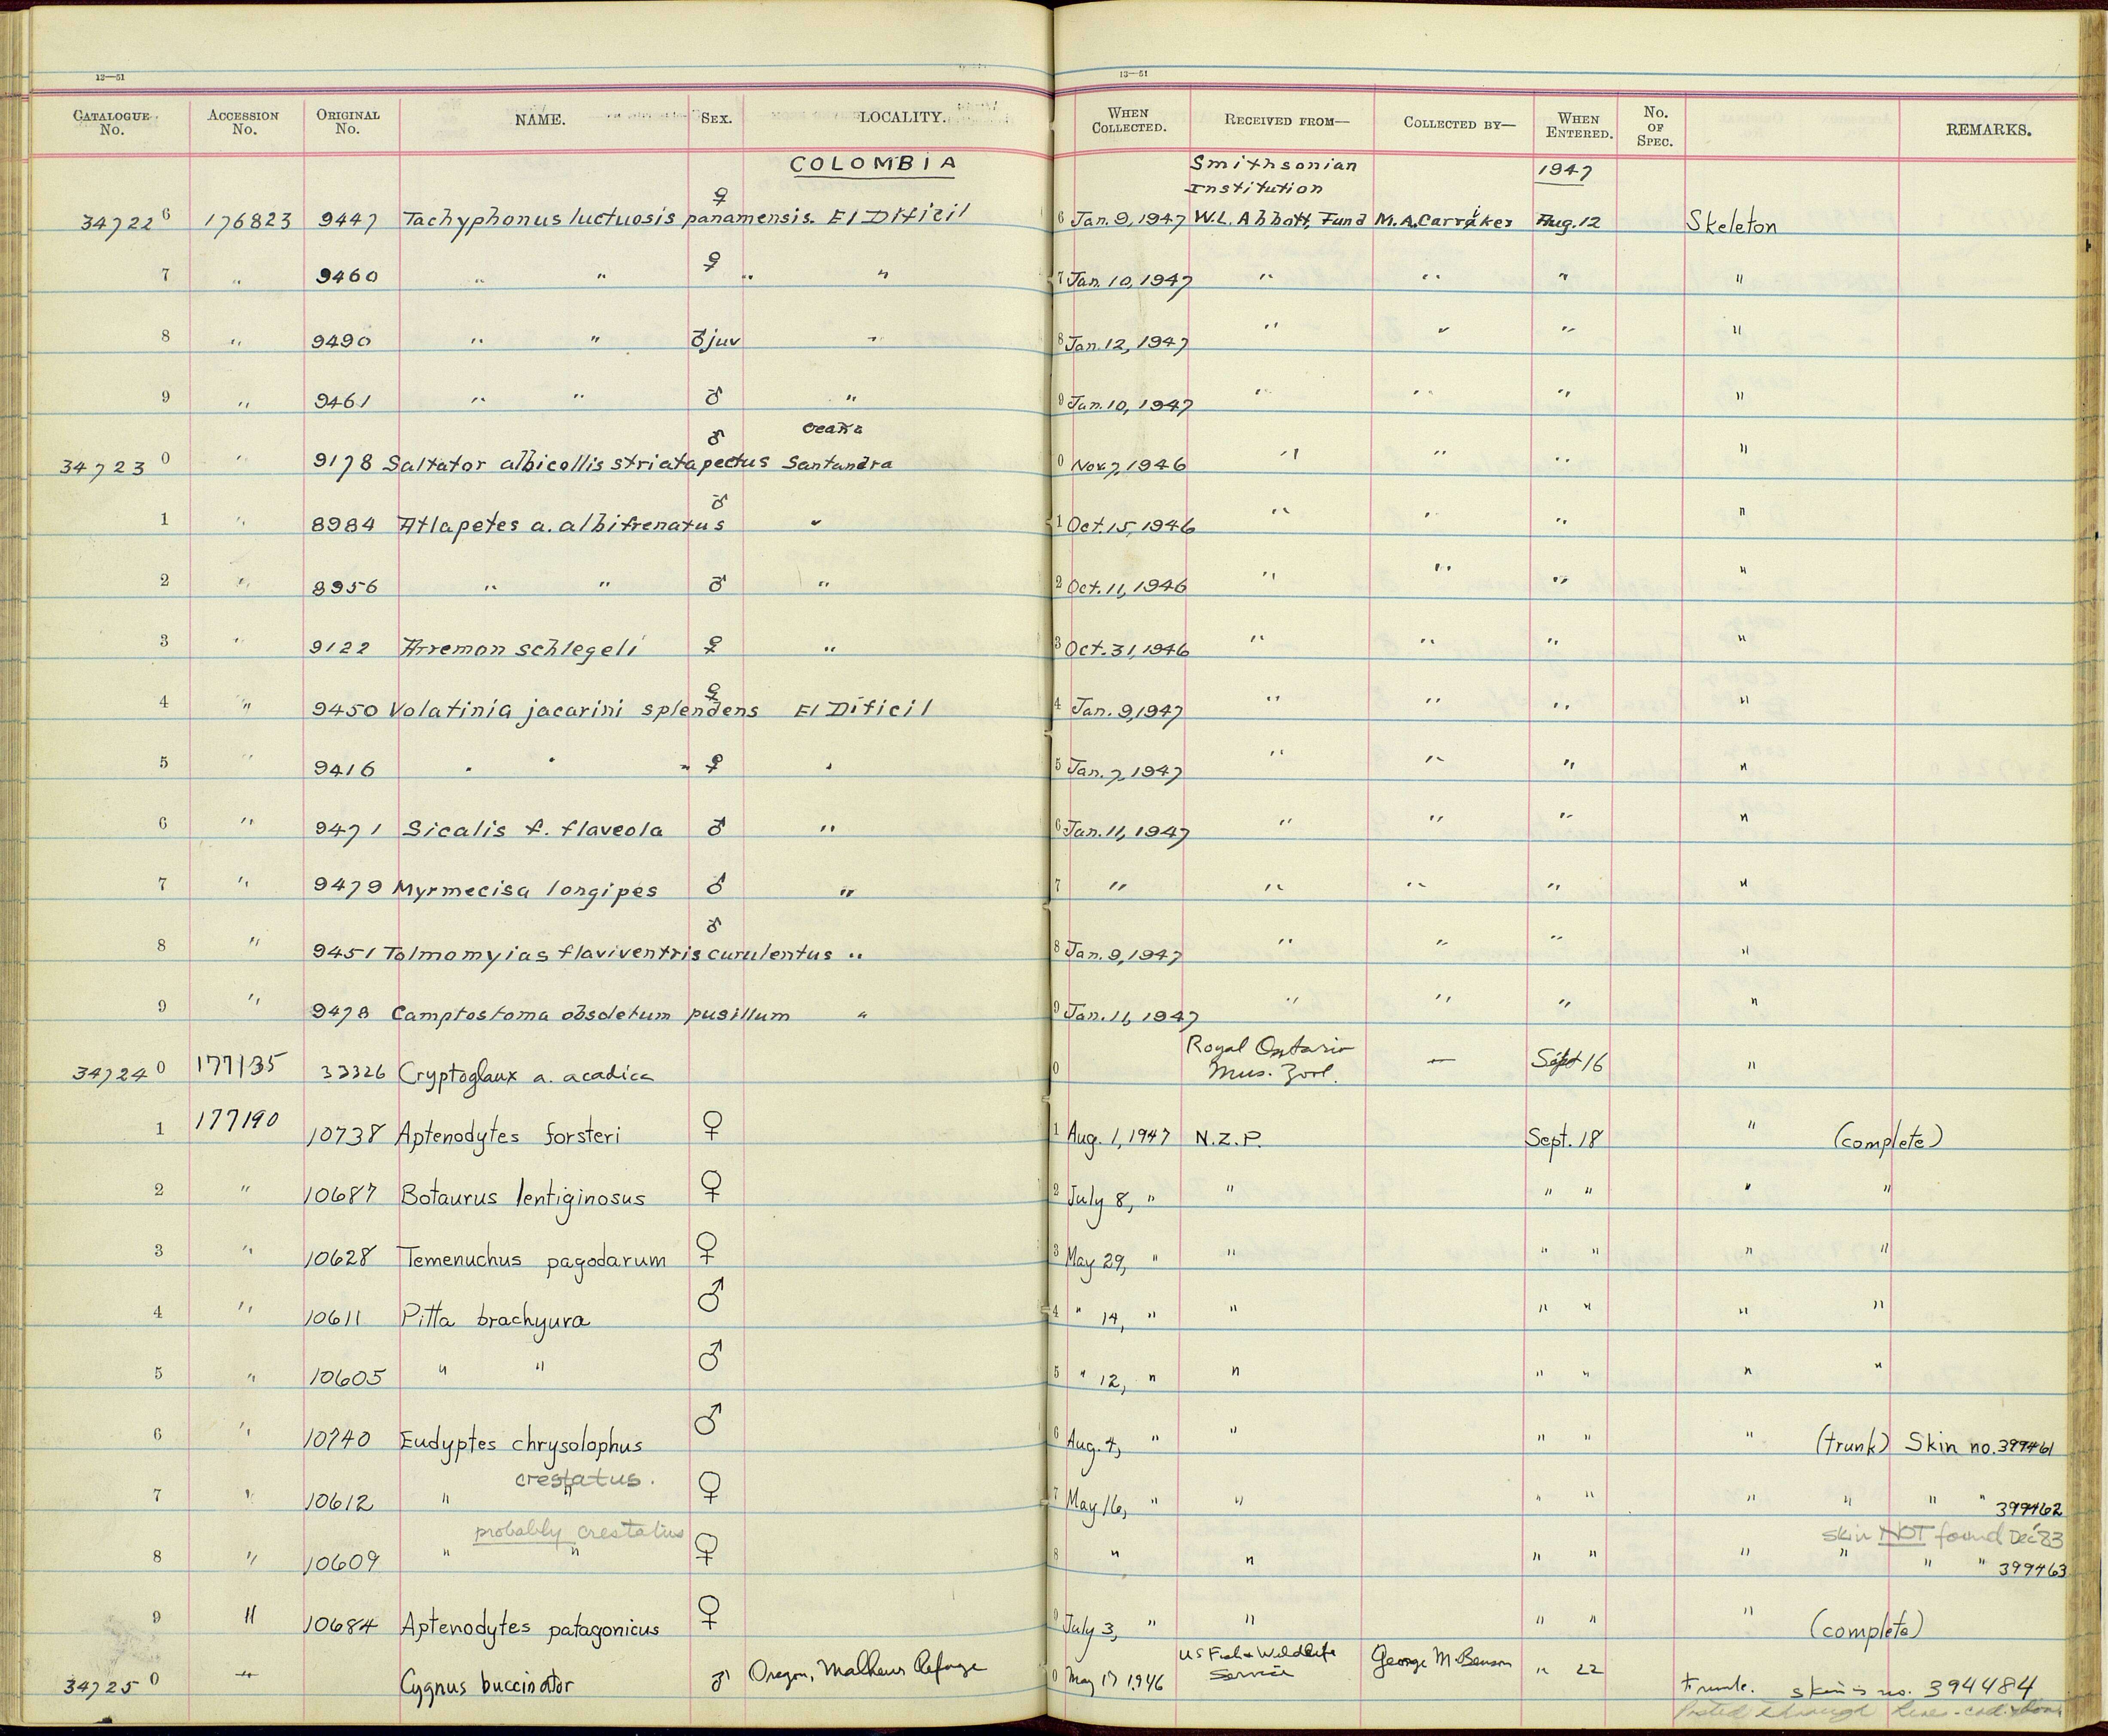 13—51 13—51
CATALOGUE No. ACCESSION No. ORIGINAL No. NAME. SEX. LOCALITY. WHEN COLLECTED. RECEIVED FROM— COLLECTED BY— WHEN ENTERED. No. OF SPEC. REMARKS.
COLOMBIA Smithsonian Institution 1947
347226 176823 9447 Tachyphonus luctuosis panamensis. ♀ El Dificil 6 Jan. 9, 1947 W.L. Abbott, Fund M.A. Carriker Aug. 12 Skeleton
7 " 9460 " " ♀ " " 7 Jan. 10, 1947 " " " "
8 " 9490 " " ♂ juv " 8 Jan. 12, 1947 " " " "
9 " 9461 " " ♂ " 9 Jan. 10, 1947 " " " "
ocaña
347230 " 9178 Saltator albicollis striatapectus ♂ Santandra 0 Nov. 7, 1946 " " " "
1 " 8984 Atlapetes a. albifrenatus ♂ " 1 Oct. 15, 1946 " " " "
2 " 8956 " " ♂ " 2 Oct. 11, 1946 " " " "
3 " 9122 Arremon schlegeli ♀ " 3 Oct. 31, 1946 " " " "
4 " 9450 Volatinia jacarini splendens ♀ El Dificil 4 Jan. 9, 1947 " " " "
5 " 9416 " " " ♀ " 5 Jan. 7, 1947 " " " "
6 " 9471 Sicalis f. flaveola ♂ " 6 Jan. 11, 1947 " " " "
7 " 9479 Myrmecisa longipes ♂ " 7 " " " " "
8 " 9451 Tolmomyias flaviventris curulentus ♂ " 8 Jan. 9, 1947 " " " "
9 " 9478 Camptostoma obsoletum pusillum " 9 Jan. 11, 1947 " " " "
347240 177135 33326 Cryptoglaux a. acadica 0 Royal Ontario Mus. Zool. — Sept 16 "
1 177190 10738 Aptenodytes forsteri ♀ 1 Aug. 1, 1947 N.Z.P. Sept. 18 " (complete)
2 " 10687 Botaurus lentiginosus ♀ 2 July 8, " " " " " "
3 " 10628 Temenuchus pagodarum ♀ 3 May 29, " " " " " "
4 " 10611 Pitta brachyura ♂ 4 " 14, " " " " " "
5 " 10605 " " ♂ 5 " 12, " " " " " "
6 " 10740 Eudyptes chrysolophus ♂ 6 Aug. 4, " " " " " (trunk) Skin no. 399461
crestatus.
7 " 10612 " " ♀ 7 May 16, " " " " " " " " 399462
probably crestatus skin NOT found Dec '83
8 " 10609 " " ♀ 8 " " " " " " " " 399463
9 " 10684 Aptenodytes patagonicus ♀ 9 July 3, " " " " " (complete)
347250 " Cygnus buccinator ♂ Oregon, Malheur Refuge 0 May 17 1946 US Fish & Wildlife Service George M. Benson " 22 Trunk. skin is no. 394484